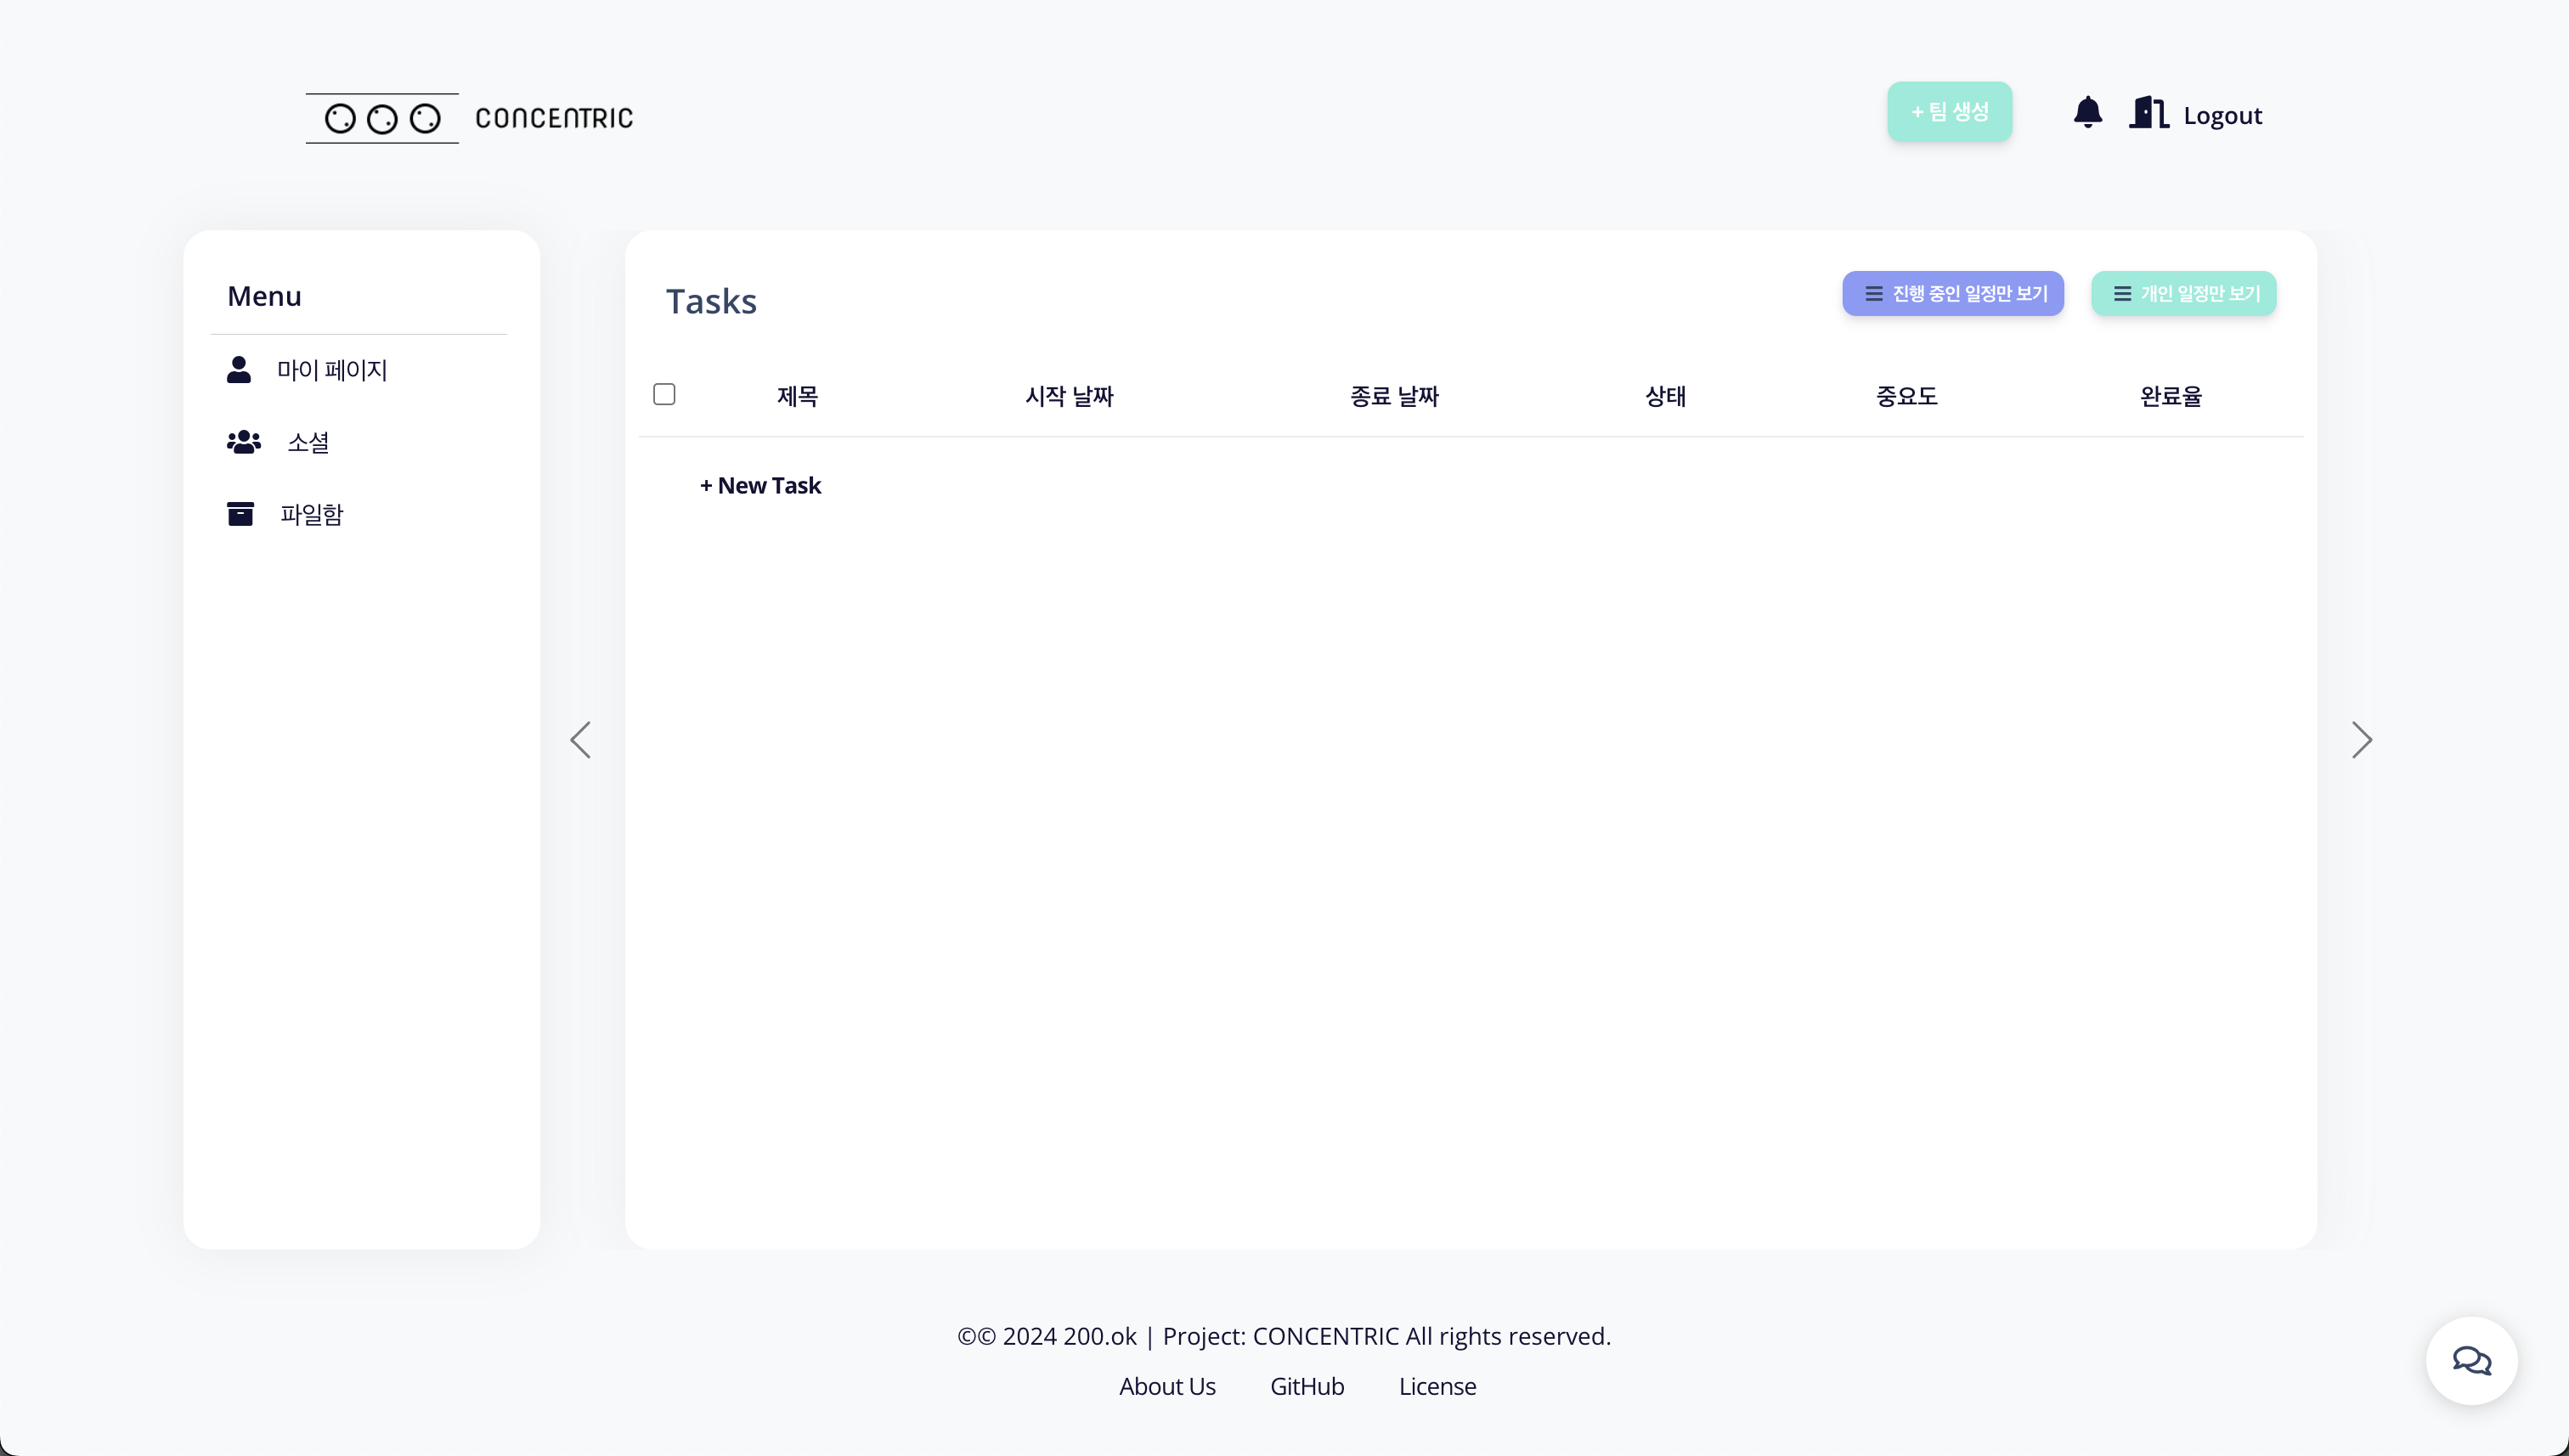 CONCENTRIC
+ 팀 생성
Logout
Menu
마이 페이지
소셜
파일함
Tasks
진행 중인 일정만 보기
개인 일정만 보기
제목 시작 날짜 종료 날짜 상태 중요도 완료율
+ New Task
©© 2024 200.ok | Project: CONCENTRIC All rights reserved.
About Us GitHub License